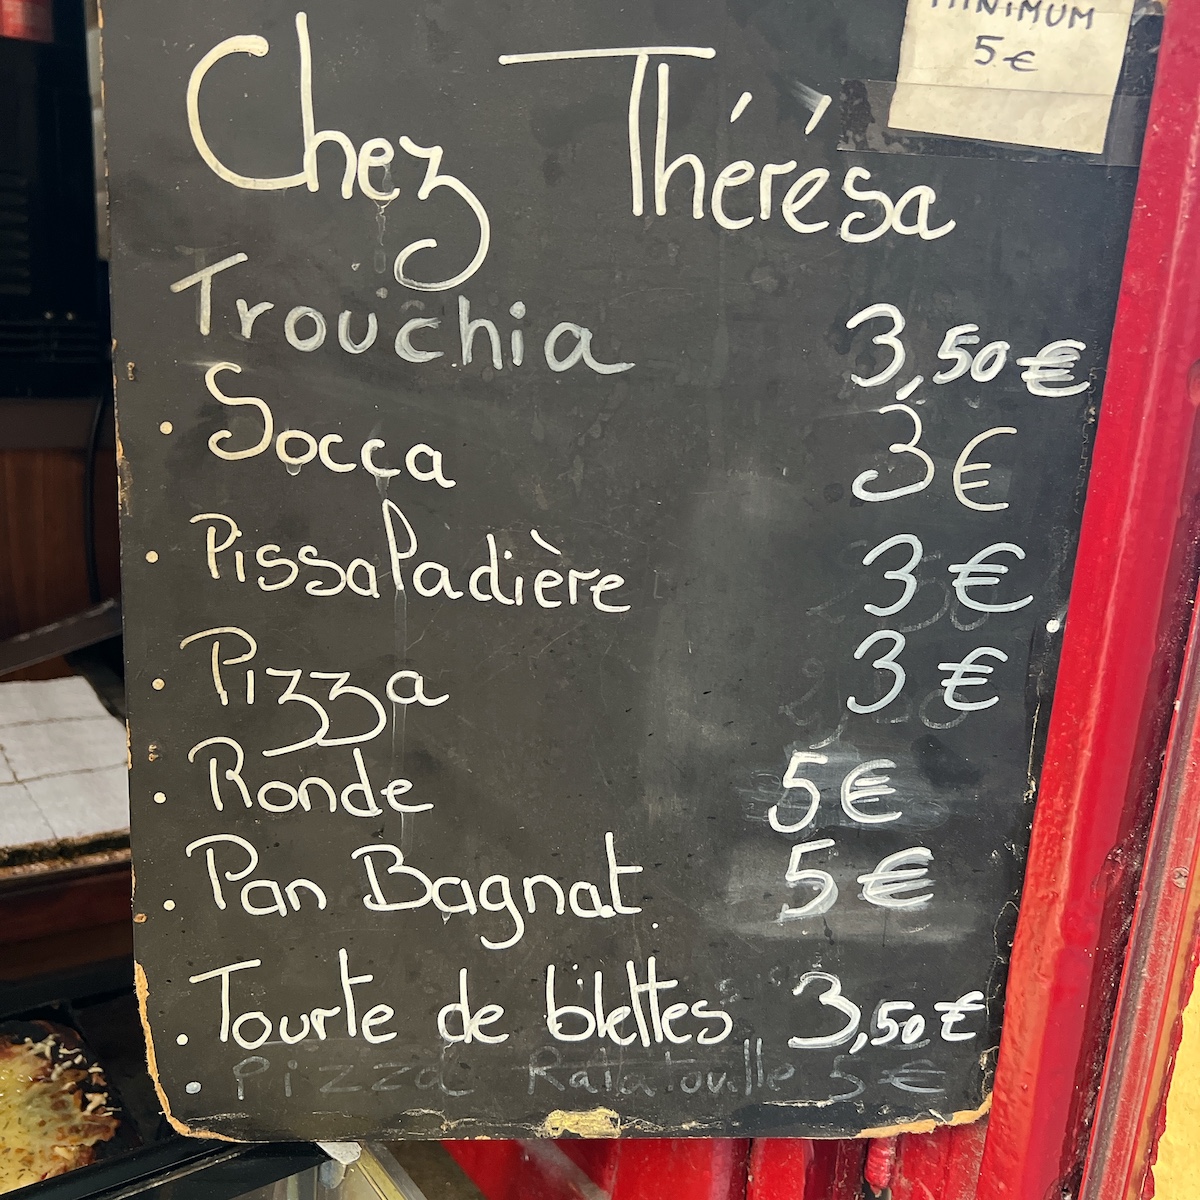 MINIMUM
5 €
Chez Thérésa
Trouchia 3,50 €
• Socca 3 €
• Pissaladière 3 €
• Pizza 3 €
• Ronde 5 €
• Pan Bagnat 5 €
• Tourte de blettes 3,50 €
• Pizza Ratatouille 5 €